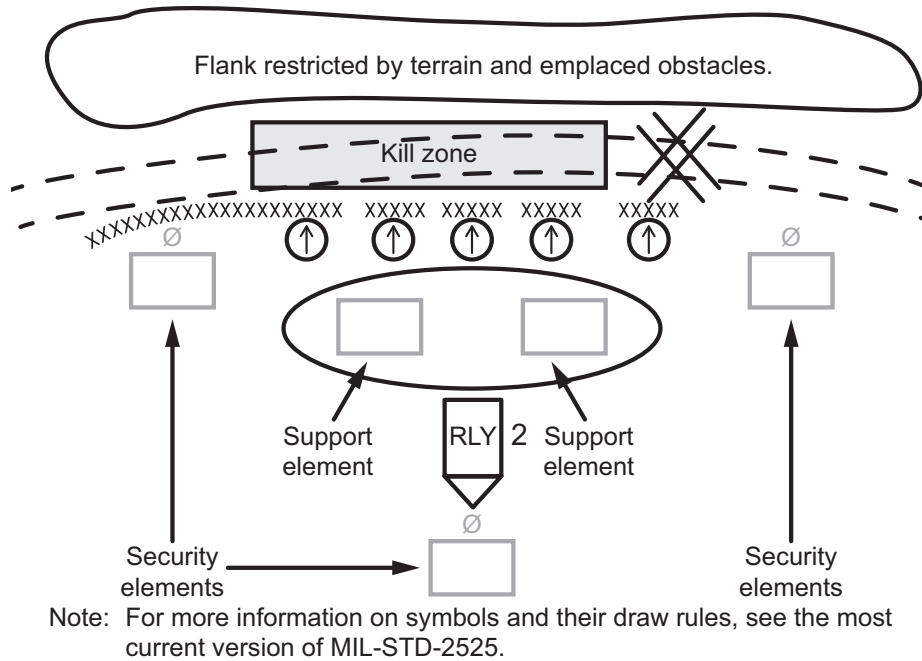 Flank restricted by terrain and emplaced obstacles.
Kill zone
XXXXXXXXXXXXXXXXXXX XXXXX XXXXX XXXXX XXXXX
Ø Ø
Support
element
RLY 2
Support
element
Ø
Security
elements
Security
elements
Note: For more information on symbols and their draw rules, see the most
current version of MIL-STD-2525.